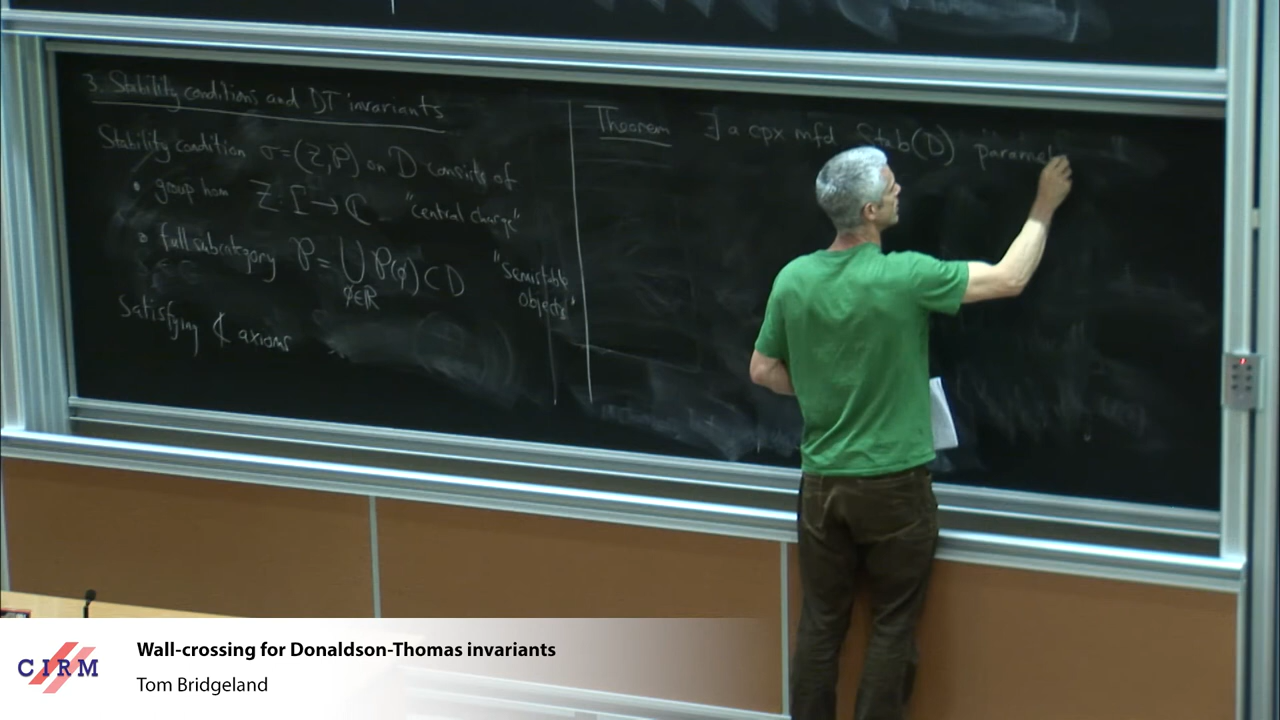 3. Stability conditions and DT invariants
Stability condition σ=(Z,P) on D consists of
• group hom Z: Γ→ℂ "central charge"
• full subcategory P = ⋃ P(φ) ⊂ D "Semistable
φ∈ℝ objects"
Satisfying 4 axioms
Theorem ∃ a cpx mfd Stab(D) paramet
CIRM
Wall-crossing for Donaldson-Thomas invariants
Tom Bridgeland